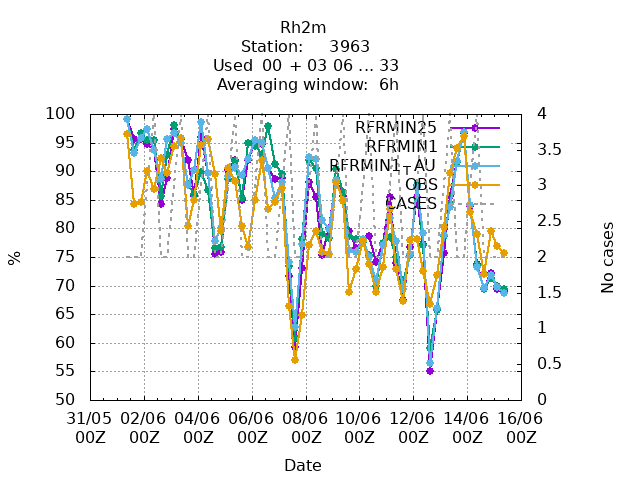 Rh2m
Station: 3963
Used 00 + 03 06 ... 33
Averaging window: 6h
100
95
90
85
80
75
70
65
60
55
50
%
4
3.5
3
2.5
2
1.5
1
0.5
0
No cases
RFRMIN25
RFRMIN1
RFRMIN1_AU
OBS
CASES
31/05 02/06 04/06 06/06 08/06 10/06 12/06 14/06 16/06
00Z 00Z 00Z 00Z 00Z 00Z 00Z 00Z 00Z
Date